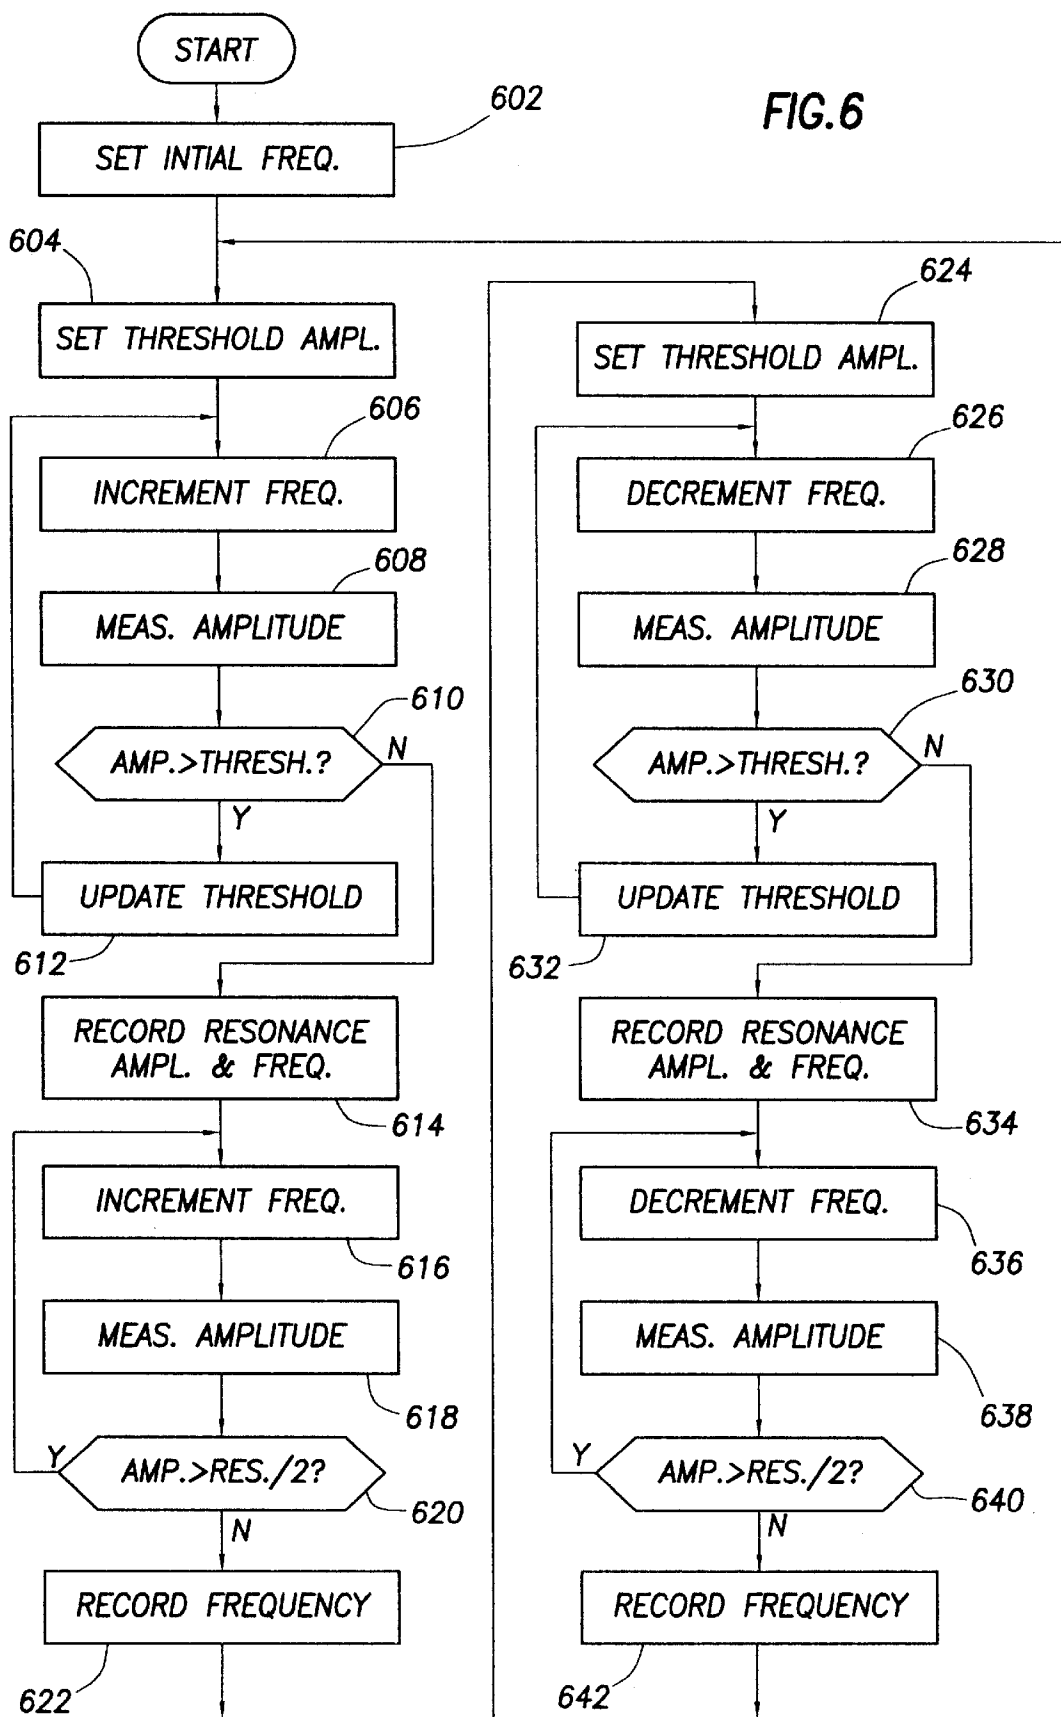 START
FIG.6
602
SET INTIAL FREQ.
604
SET THRESHOLD AMPL.
606
INCREMENT FREQ.
608
MEAS. AMPLITUDE
610
AMP.>THRESH.?
N
Y
UPDATE THRESHOLD
612
RECORD RESONANCE
AMPL. & FREQ.
614
INCREMENT FREQ.
616
MEAS. AMPLITUDE
618
Y
AMP.>RES./2?
620
N
RECORD FREQUENCY
622
624
SET THRESHOLD AMPL.
626
DECREMENT FREQ.
628
MEAS. AMPLITUDE
630
AMP.>THRESH.?
N
Y
UPDATE THRESHOLD
632
RECORD RESONANCE
AMPL. & FREQ.
634
DECREMENT FREQ.
636
MEAS. AMPLITUDE
638
Y
AMP.>RES./2?
640
N
RECORD FREQUENCY
642